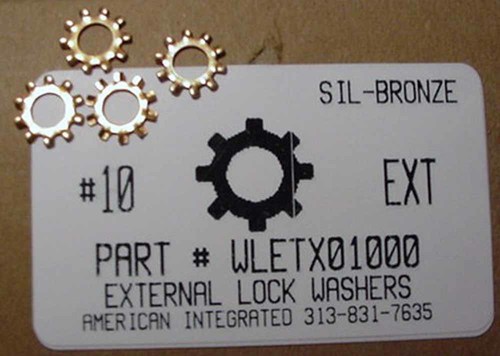 SIL-BRONZE
#10 EXT
PART # WLETX01000
EXTERNAL LOCK WASHERS
AMERICAN INTEGRATED 313-831-7635